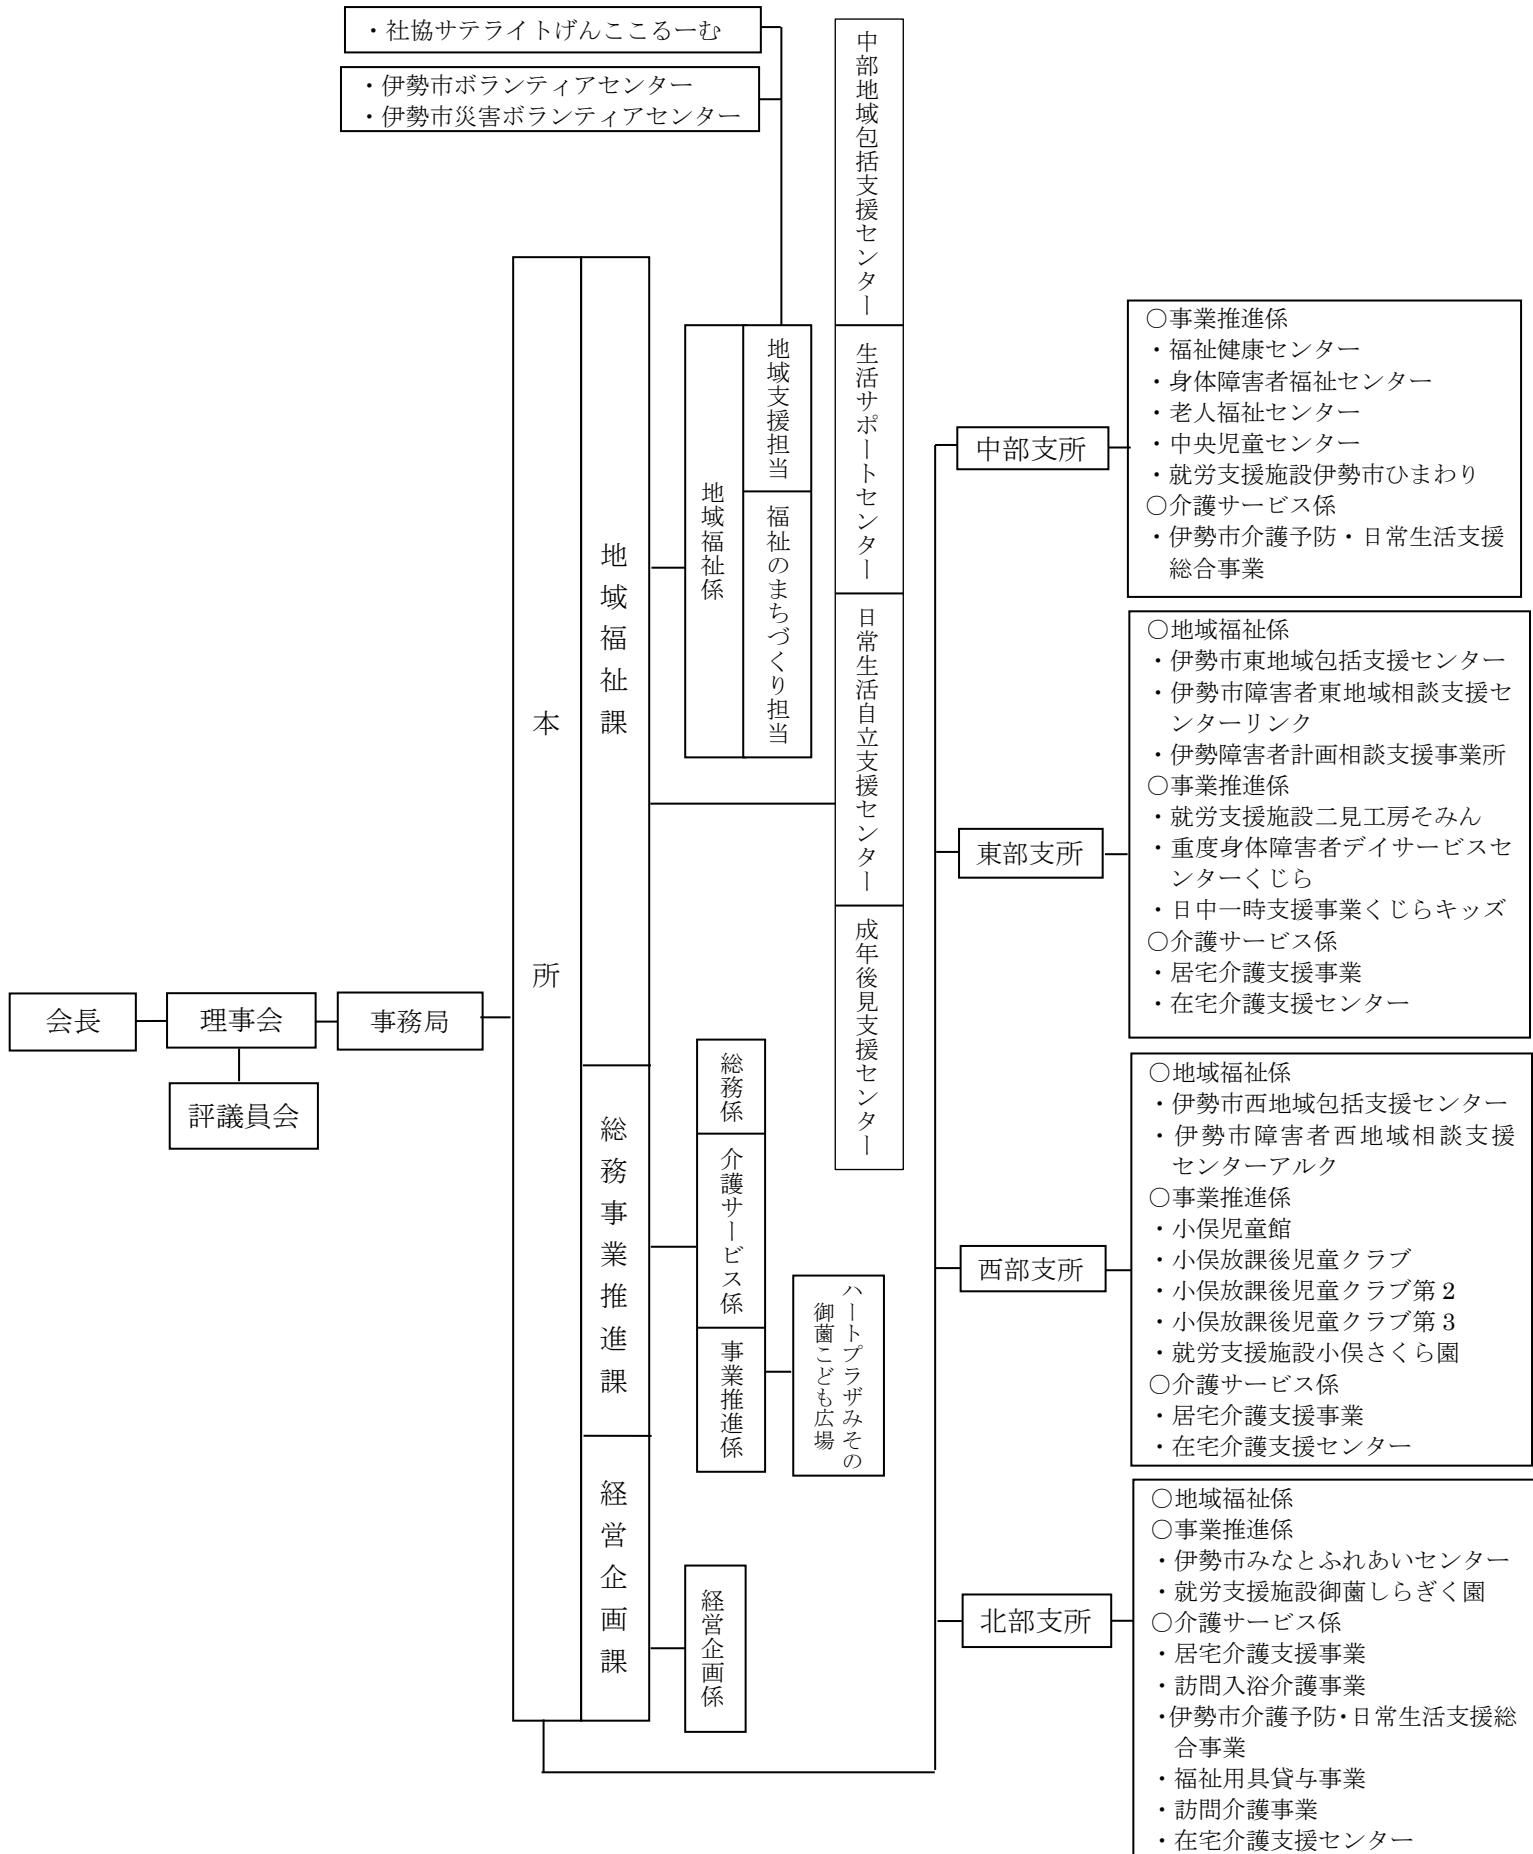 ・社協サテライトげんここるーむ
・伊勢市ボランティアセンター
・伊勢市災害ボランティアセンター
会長
理事会
評議員会
事務局
本所
地域福祉課
総務事業推進課
経営企画課
地域福祉係
地域支援担当
福祉のまちづくり担当
中部地域包括支援センター
生活サポートセンター
日常生活自立支援センター
成年後見支援センター
総務係
介護サービス係
事業推進係
ハートプラザみその
御薗こども広場
経営企画係
中部支所
〇事業推進係
・福祉健康センター
・身体障害者福祉センター
・老人福祉センター
・中央児童センター
・就労支援施設伊勢市ひまわり
〇介護サービス係
・伊勢市介護予防・日常生活支援
総合事業
東部支所
〇地域福祉係
・伊勢市東地域包括支援センター
・伊勢市障害者東地域相談支援セ
ンターリンク
・伊勢障害者計画相談支援事業所
〇事業推進係
・就労支援施設二見工房そみん
・重度身体障害者デイサービスセ
ンターくじら
・日中一時支援事業くじらキッズ
〇介護サービス係
・居宅介護支援事業
・在宅介護支援センター
西部支所
〇地域福祉係
・伊勢市西地域包括支援センター
・伊勢市障害者西地域相談支援
センターアルク
〇事業推進係
・小俣児童館
・小俣放課後児童クラブ
・小俣放課後児童クラブ第2
・小俣放課後児童クラブ第3
・就労支援施設小俣さくら園
〇介護サービス係
・居宅介護支援事業
・在宅介護支援センター
北部支所
〇地域福祉係
〇事業推進係
・伊勢市みなとふれあいセンター
・就労支援施設御薗しらぎく園
〇介護サービス係
・居宅介護支援事業
・訪問入浴介護事業
・伊勢市介護予防・日常生活支援総
合事業
・福祉用具貸与事業
・訪問介護事業
・在宅介護支援センター